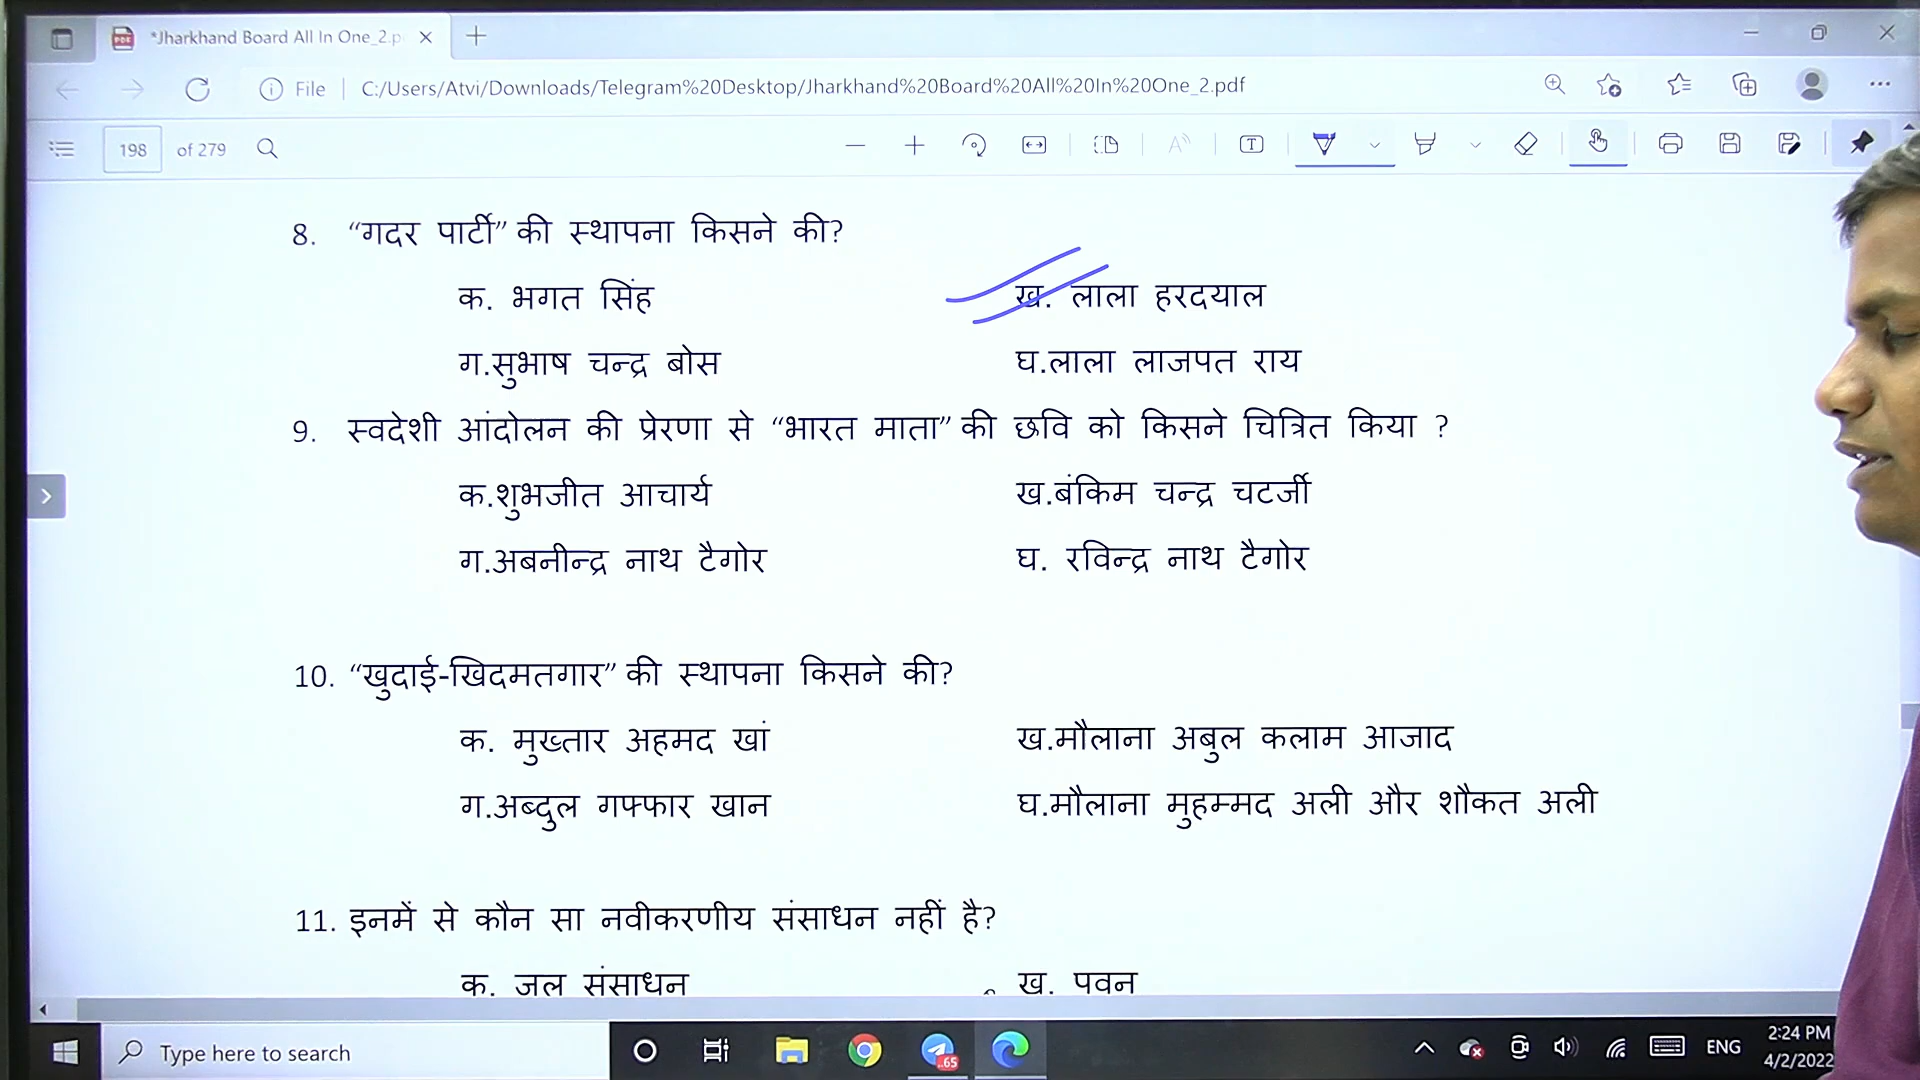 *Jharkhand Board All In One_2.p
File
C:/Users/Atvi/Downloads/Telegram%20Desktop/Jharkhand%20Board%20All%20In%20One_2.pdf
198 of 279
8. “गदर पार्टी” की स्थापना किसने की?
क. भगत सिंह ख. लाला हरदयाल
ग.सुभाष चन्द्र बोस घ.लाला लाजपत राय
9. स्वदेशी आंदोलन की प्रेरणा से “भारत माता” की छवि को किसने चित्रित किया ?
क.शुभजीत आचार्य ख.बंकिम चन्द्र चटर्जी
ग.अबनीन्द्र नाथ टैगोर घ. रविन्द्र नाथ टैगोर
10. “खुदाई-खिदमतगार” की स्थापना किसने की?
क. मुख्तार अहमद खां ख.मौलाना अबुल कलाम आजाद
ग.अब्दुल गफ्फार खान घ.मौलाना मुहम्मद अली और शौकत अली
11. इनमें से कौन सा नवीकरणीय संसाधन नहीं है?
क. जल संसाधन ख. पवन
Type here to search
65
ENG
2:24 PM
4/2/2022